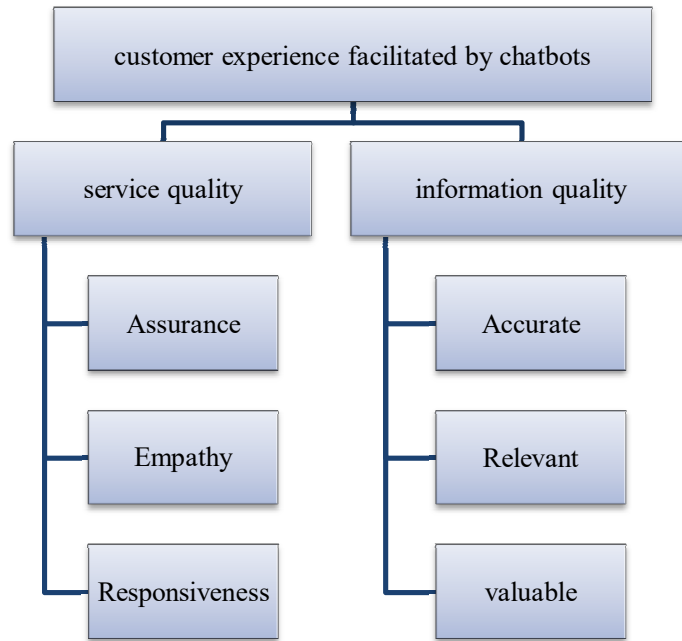 customer experience facilitated by chatbots
service quality
information quality
Assurance
Empathy
Responsiveness
Accurate
Relevant
valuable